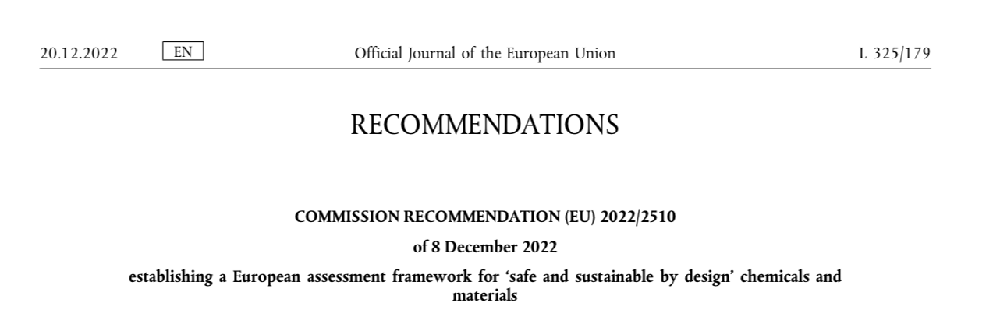 20.12.2022 EN Official Journal of the European Union L 325/179
RECOMMENDATIONS
COMMISSION RECOMMENDATION (EU) 2022/2510
of 8 December 2022
establishing a European assessment framework for ‘safe and sustainable by design’ chemicals and
materials